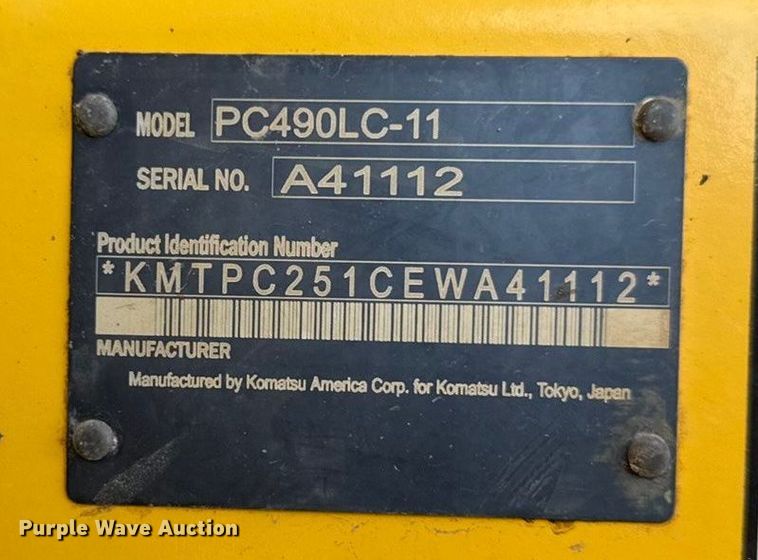 MODEL PC490LC-11
SERIAL NO. A41112
Product Identification Number
*KMTPC251CEWA41112*
MANUFACTURER
Manufactured by Komatsu America Corp. for Komatsu Ltd., Tokyo, Japan
Purple Wave Auction